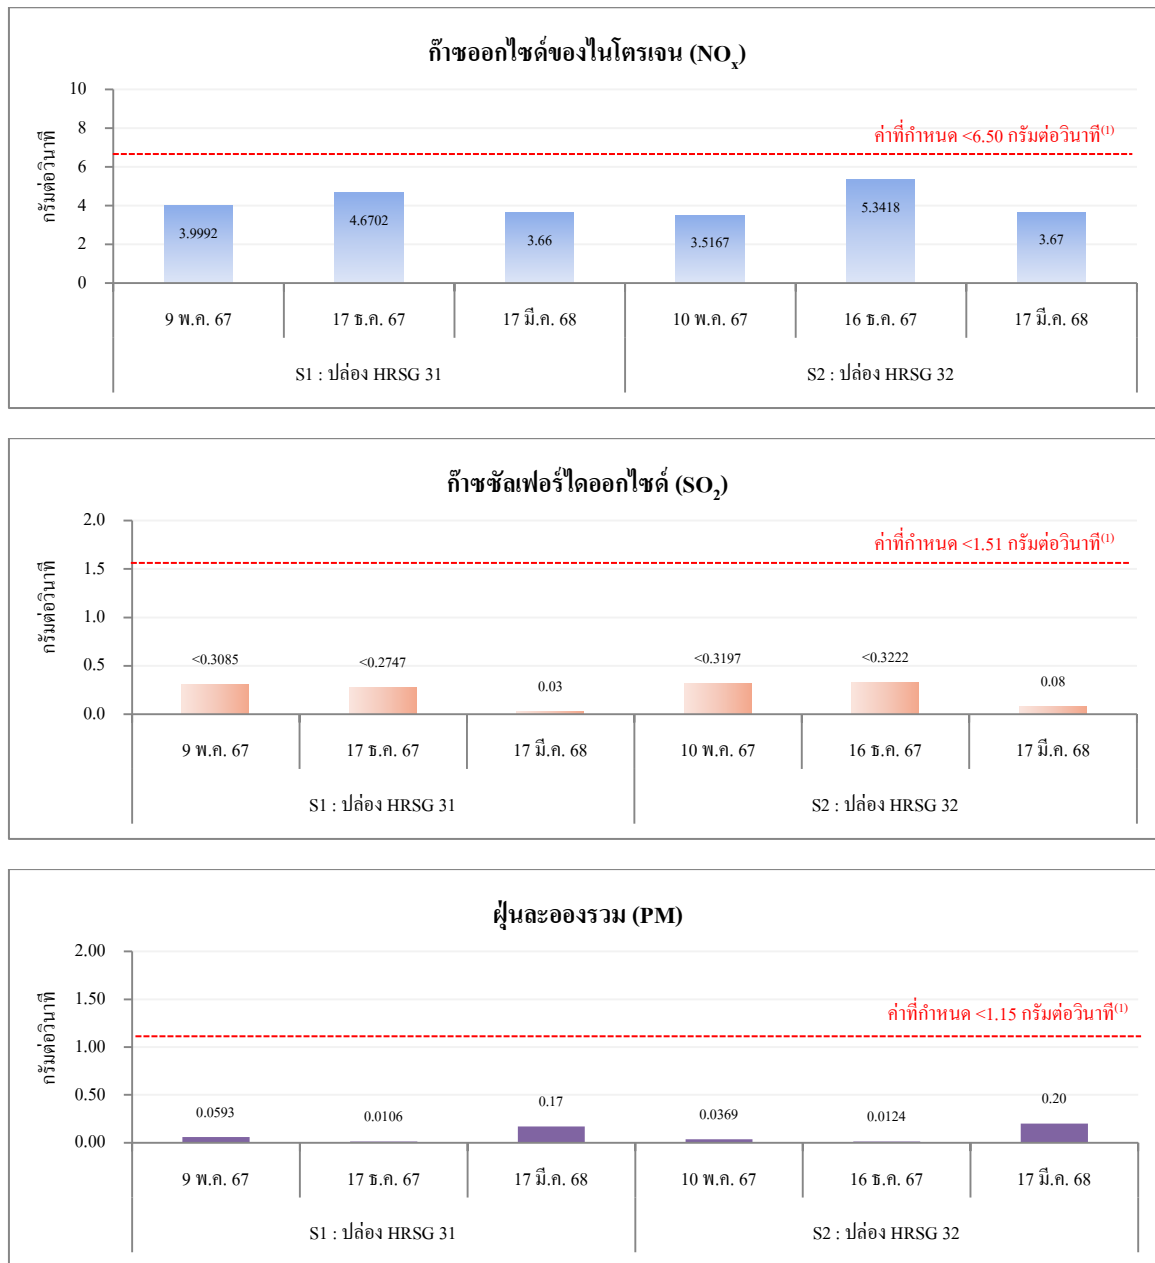 ก๊าซออกไซด์ของไนโตรเจน (NOx)
กรัมต่อวินาที
10
8
6
4
2
0
ค่าที่กำหนด <6.50 กรัมต่อวินาที(1)
3.9992
4.6702
3.66
3.5167
5.3418
3.67
9 พ.ค. 67
17 ธ.ค. 67
17 มี.ค. 68
10 พ.ค. 67
16 ธ.ค. 67
17 มี.ค. 68
S1 : ปล่อง HRSG 31
S2 : ปล่อง HRSG 32
ก๊าซซัลเฟอร์ไดออกไซด์ (SO2)
กรัมต่อวินาที
2.0
1.5
1.0
0.5
0.0
ค่าที่กำหนด <1.51 กรัมต่อวินาที(1)
<0.3085
<0.2747
0.03
<0.3197
<0.3222
0.08
9 พ.ค. 67
17 ธ.ค. 67
17 มี.ค. 68
10 พ.ค. 67
16 ธ.ค. 67
17 มี.ค. 68
S1 : ปล่อง HRSG 31
S2 : ปล่อง HRSG 32
ฝุ่นละอองรวม (PM)
กรัมต่อวินาที
2.00
1.50
1.00
0.50
0.00
ค่าที่กำหนด <1.15 กรัมต่อวินาที(1)
0.0593
0.0106
0.17
0.0369
0.0124
0.20
9 พ.ค. 67
17 ธ.ค. 67
17 มี.ค. 68
10 พ.ค. 67
16 ธ.ค. 67
17 มี.ค. 68
S1 : ปล่อง HRSG 31
S2 : ปล่อง HRSG 32